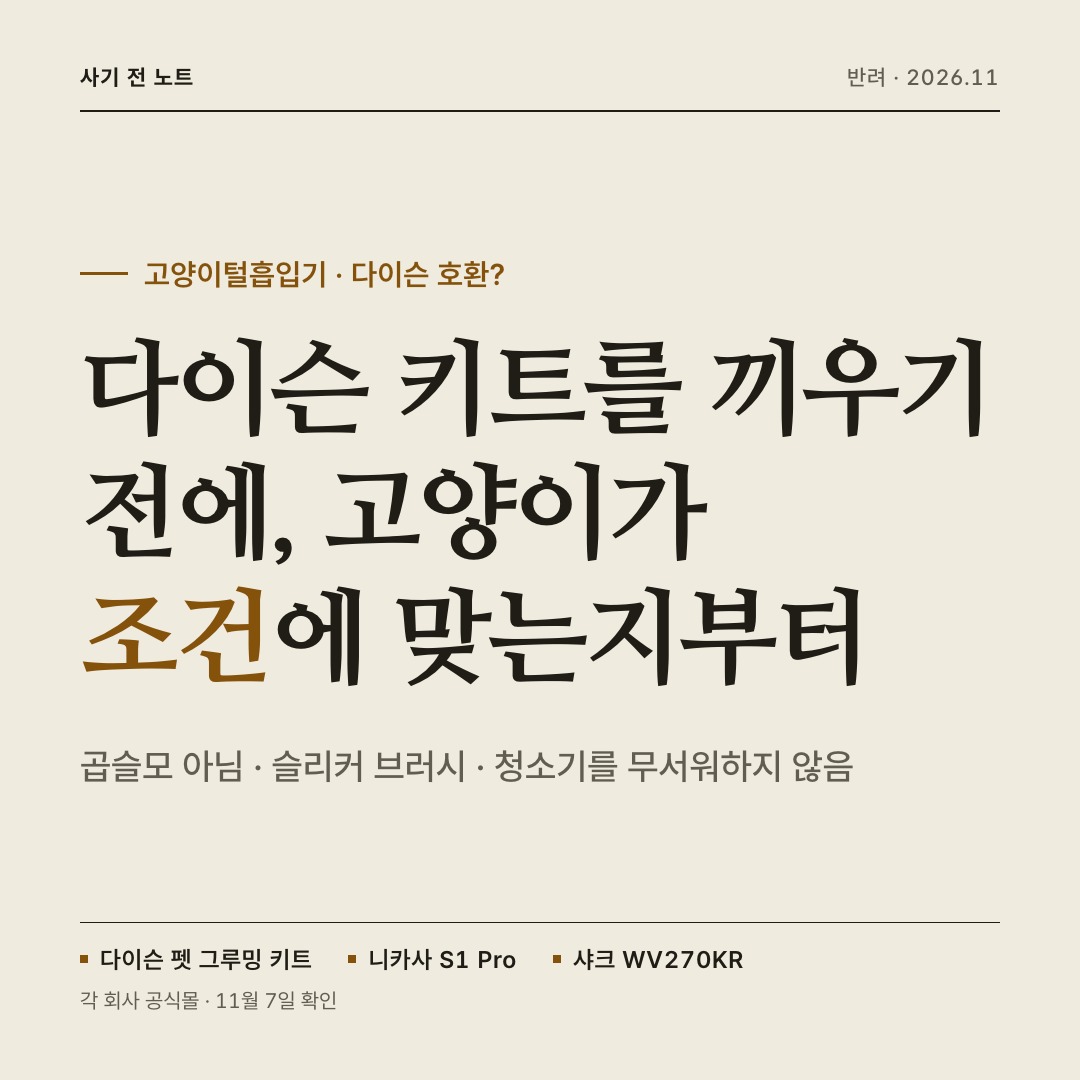 사기 전 노트
반려 · 2026.11
고양이털흡입기 · 다이슨 호환?
다이슨 키트를 끼우기
전에, 고양이가
조건에 맞는지부터
곱슬모 아님 · 슬리커 브러시 · 청소기를 무서워하지 않음
다이슨 펫 그루밍 키트
니카사 S1 Pro
샤크 WV270KR
각 회사 공식몰 · 11월 7일 확인